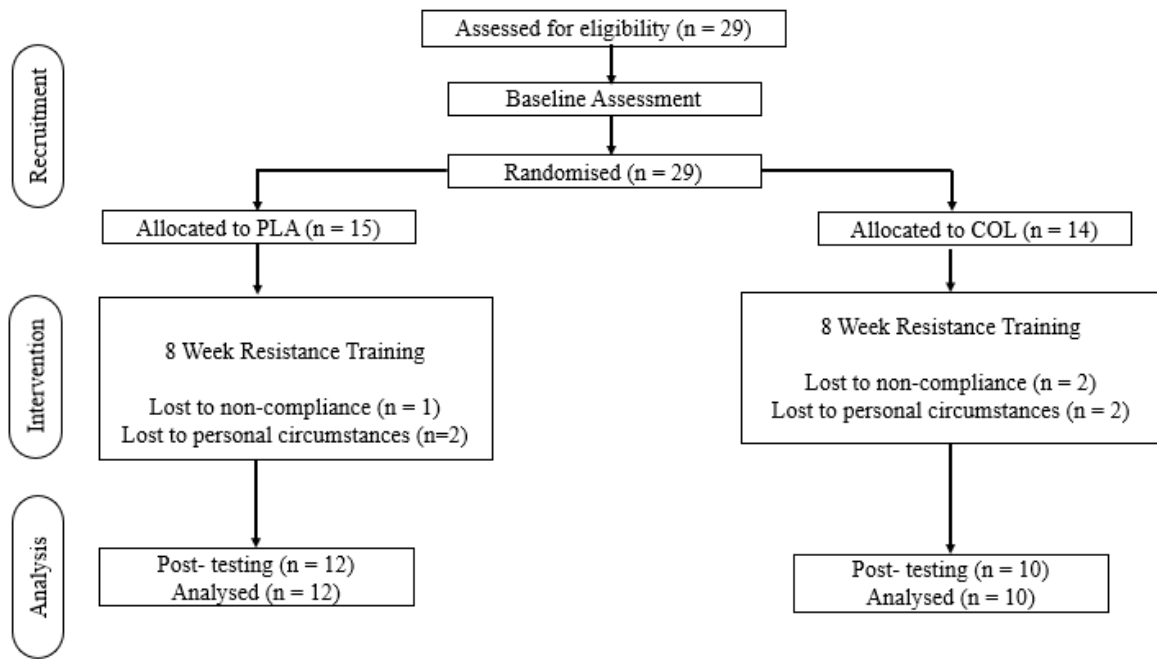 Assessed for eligibility (n = 29)
Baseline Assessment
Randomised (n = 29)
Recruitment
Allocated to PLA (n = 15)
Allocated to COL (n = 14)
Intervention
8 Week Resistance Training
Lost to non-compliance (n = 1)
Lost to personal circumstances (n=2)
8 Week Resistance Training
Lost to non-compliance (n = 2)
Lost to personal circumstances (n = 2)
Analysis
Post- testing (n = 12)
Analysed (n = 12)
Post- testing (n = 10)
Analysed (n = 10)